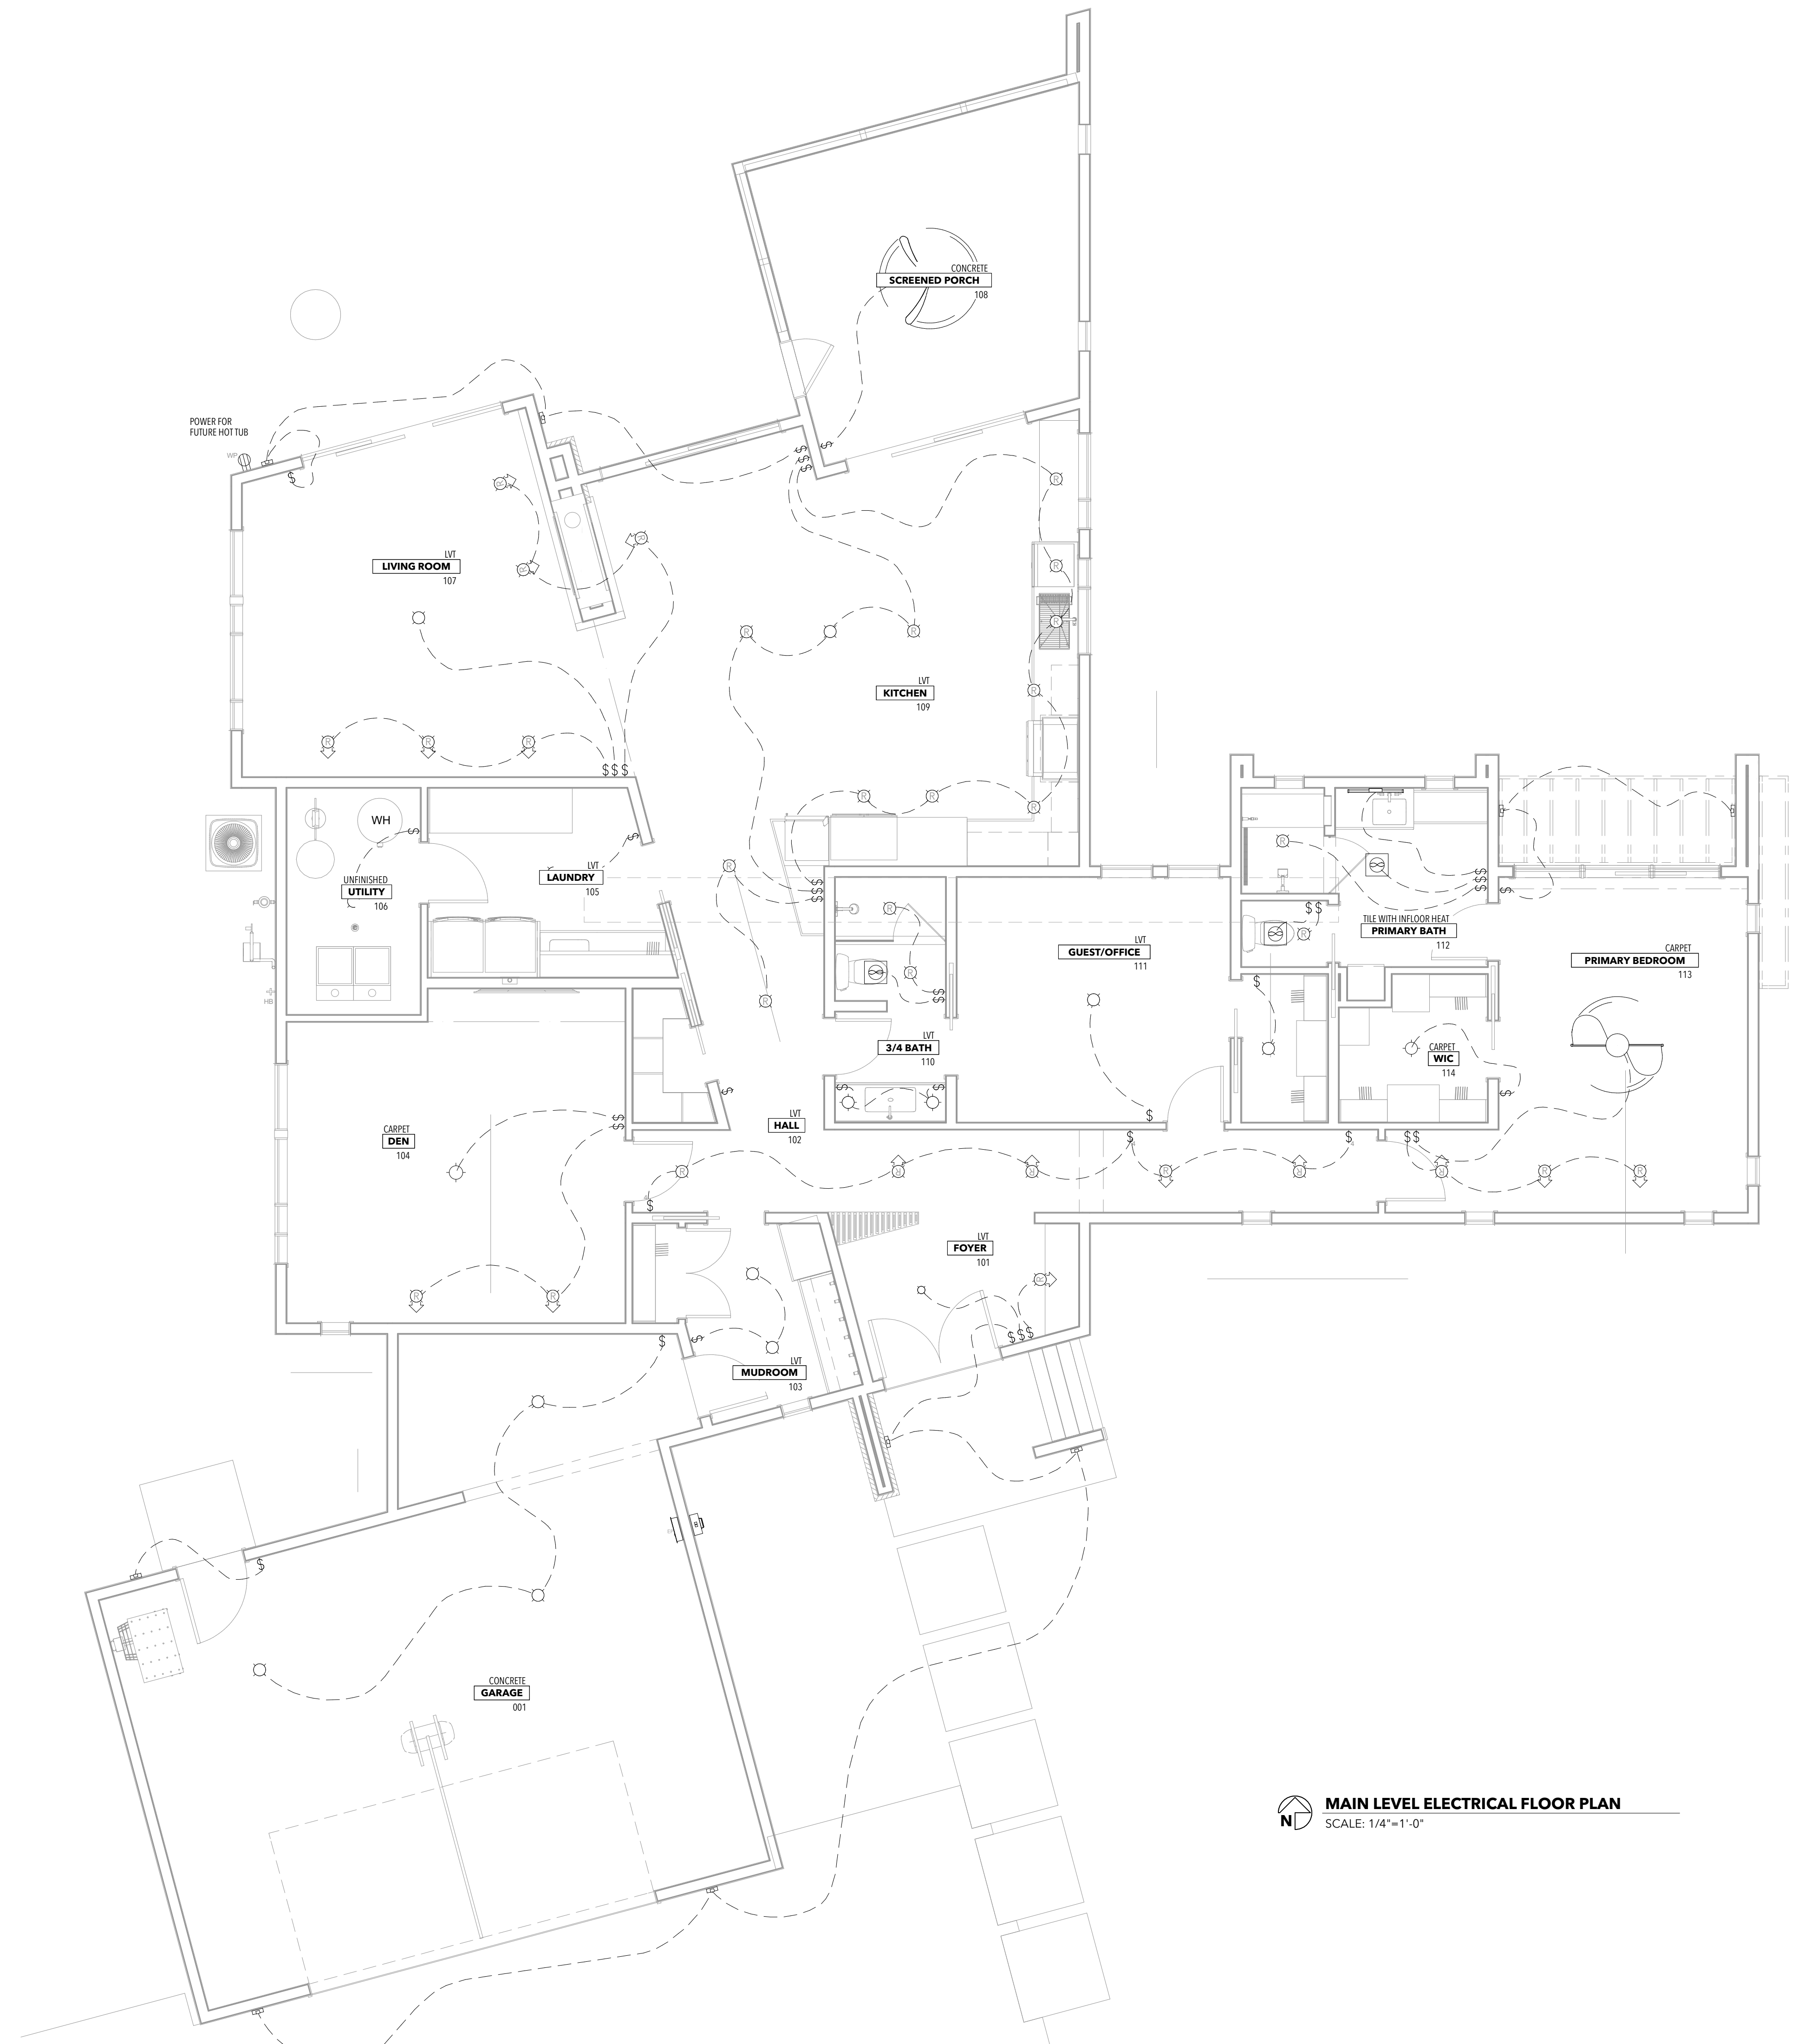 CONCRETE
SCREENED PORCH
108
POWER FOR
FUTURE HOT TUB
WP
$
$
$
$
$
$
R
R
R
R
LVT
LIVING ROOM
107
R
R
R
R
R
LVT
KITCHEN
109
R
R
R
R
$$$
R
R
R
WH
$
$
UNFINISHED
UTILITY
106
LVT
LAUNDRY
105
R
$
$
$
R
R
$
$
$
$
$$
R
TILE WITH INFLOOR HEAT
PRIMARY BATH
112
LVT
GUEST/OFFICE
111
CARPET
PRIMARY BEDROOM
113
HB
R
R
$
$
$
LVT
3/4 BATH
110
CARPET
WIC
114
$
$
$
$
$
LVT
HALL
102
CARPET
DEN
104
$
$
$
$
$$
R
R
R
R
R
R
R
R
$
LVT
FOYER
101
R
R
R
$
$
$$$
LVT
MUDROOM
103
$
CONCRETE
GARAGE
001
N
MAIN LEVEL ELECTRICAL FLOOR PLAN
SCALE: 1/4"=1'-0"